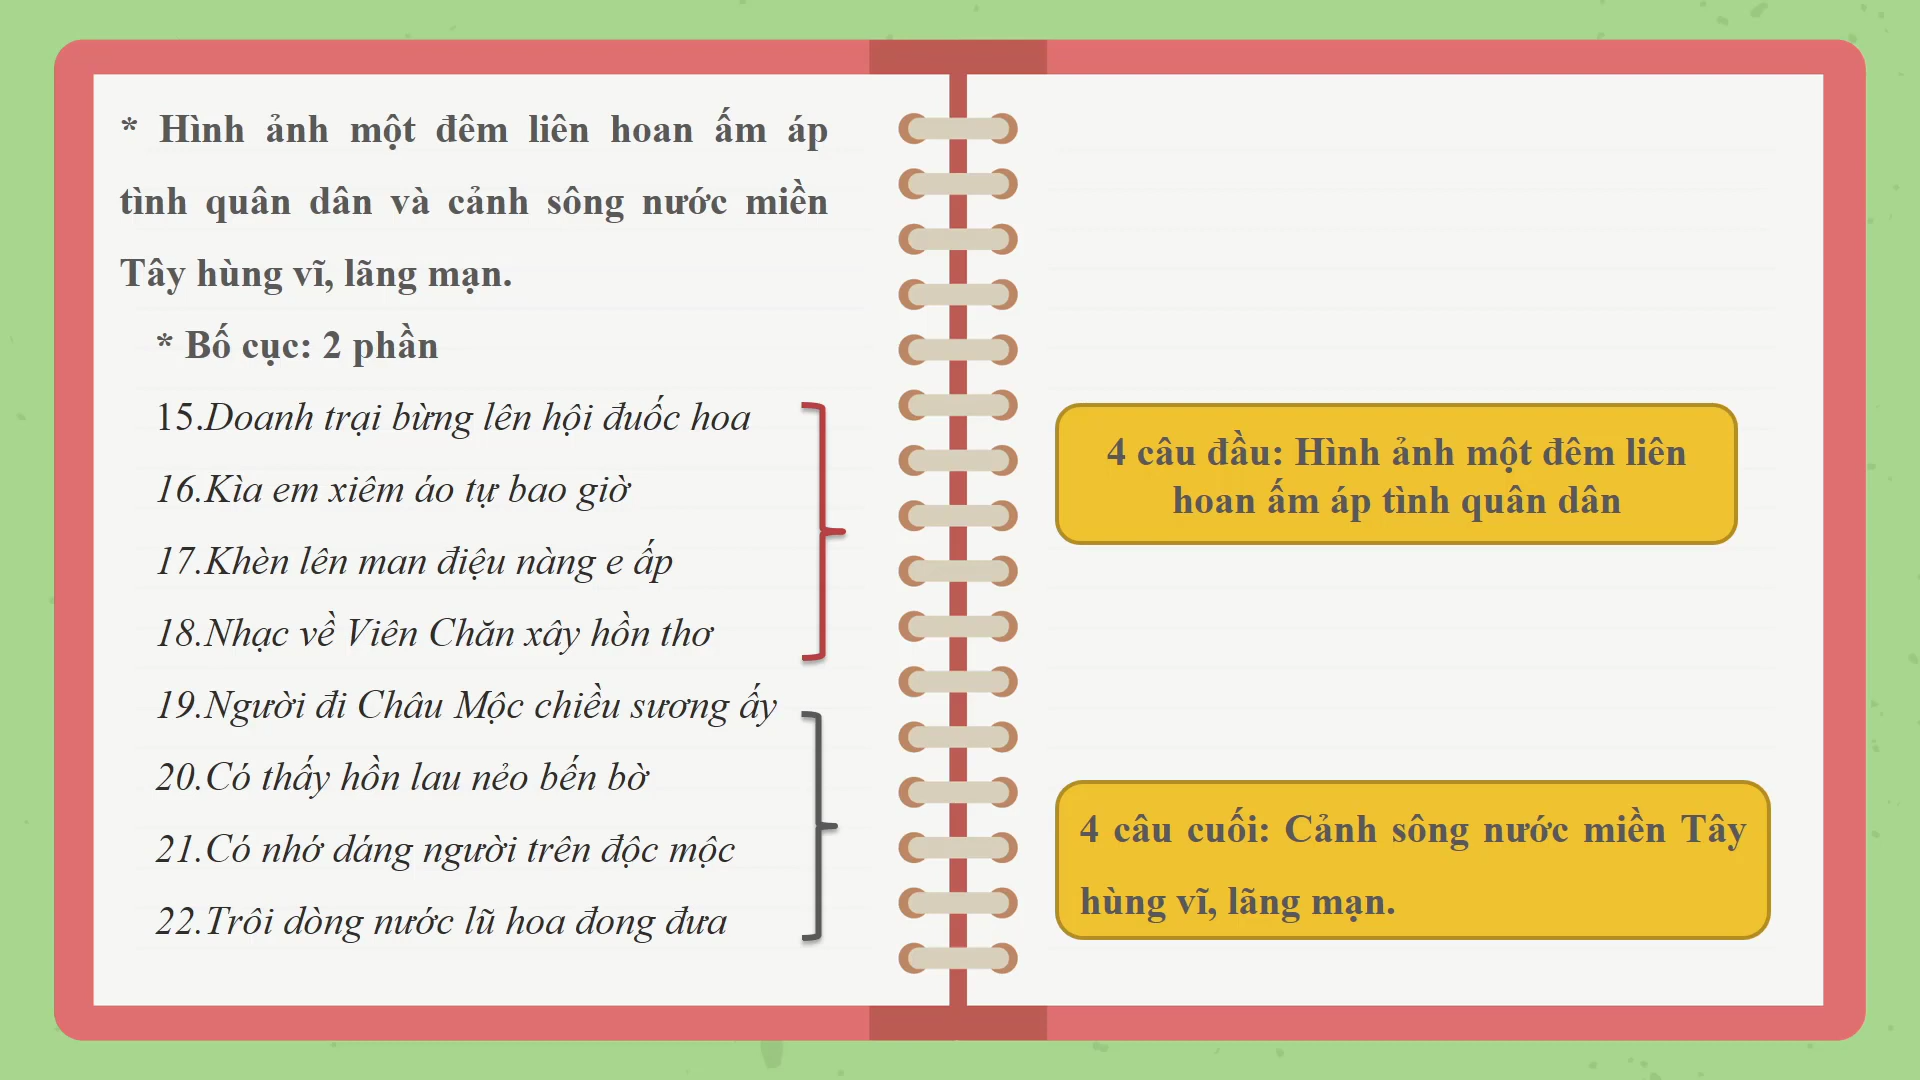 * Hình ảnh một đêm liên hoan ấm áp
tình quân dân và cảnh sông nước miền
Tây hùng vĩ, lãng mạn.
* Bố cục: 2 phần
15.Doanh trại bừng lên hội đuốc hoa
16.Kìa em xiêm áo tự bao giờ
17.Khèn lên man điệu nàng e ấp
18.Nhạc về Viên Chăn xây hồn thơ
19.Người đi Châu Mộc chiều sương ấy
20.Có thấy hồn lau nẻo bến bờ
21.Có nhớ dáng người trên độc mộc
22.Trôi dòng nước lũ hoa đong đưa
4 câu đầu: Hình ảnh một đêm liên
hoan ấm áp tình quân dân
4 câu cuối: Cảnh sông nước miền Tây
hùng vĩ, lãng mạn.